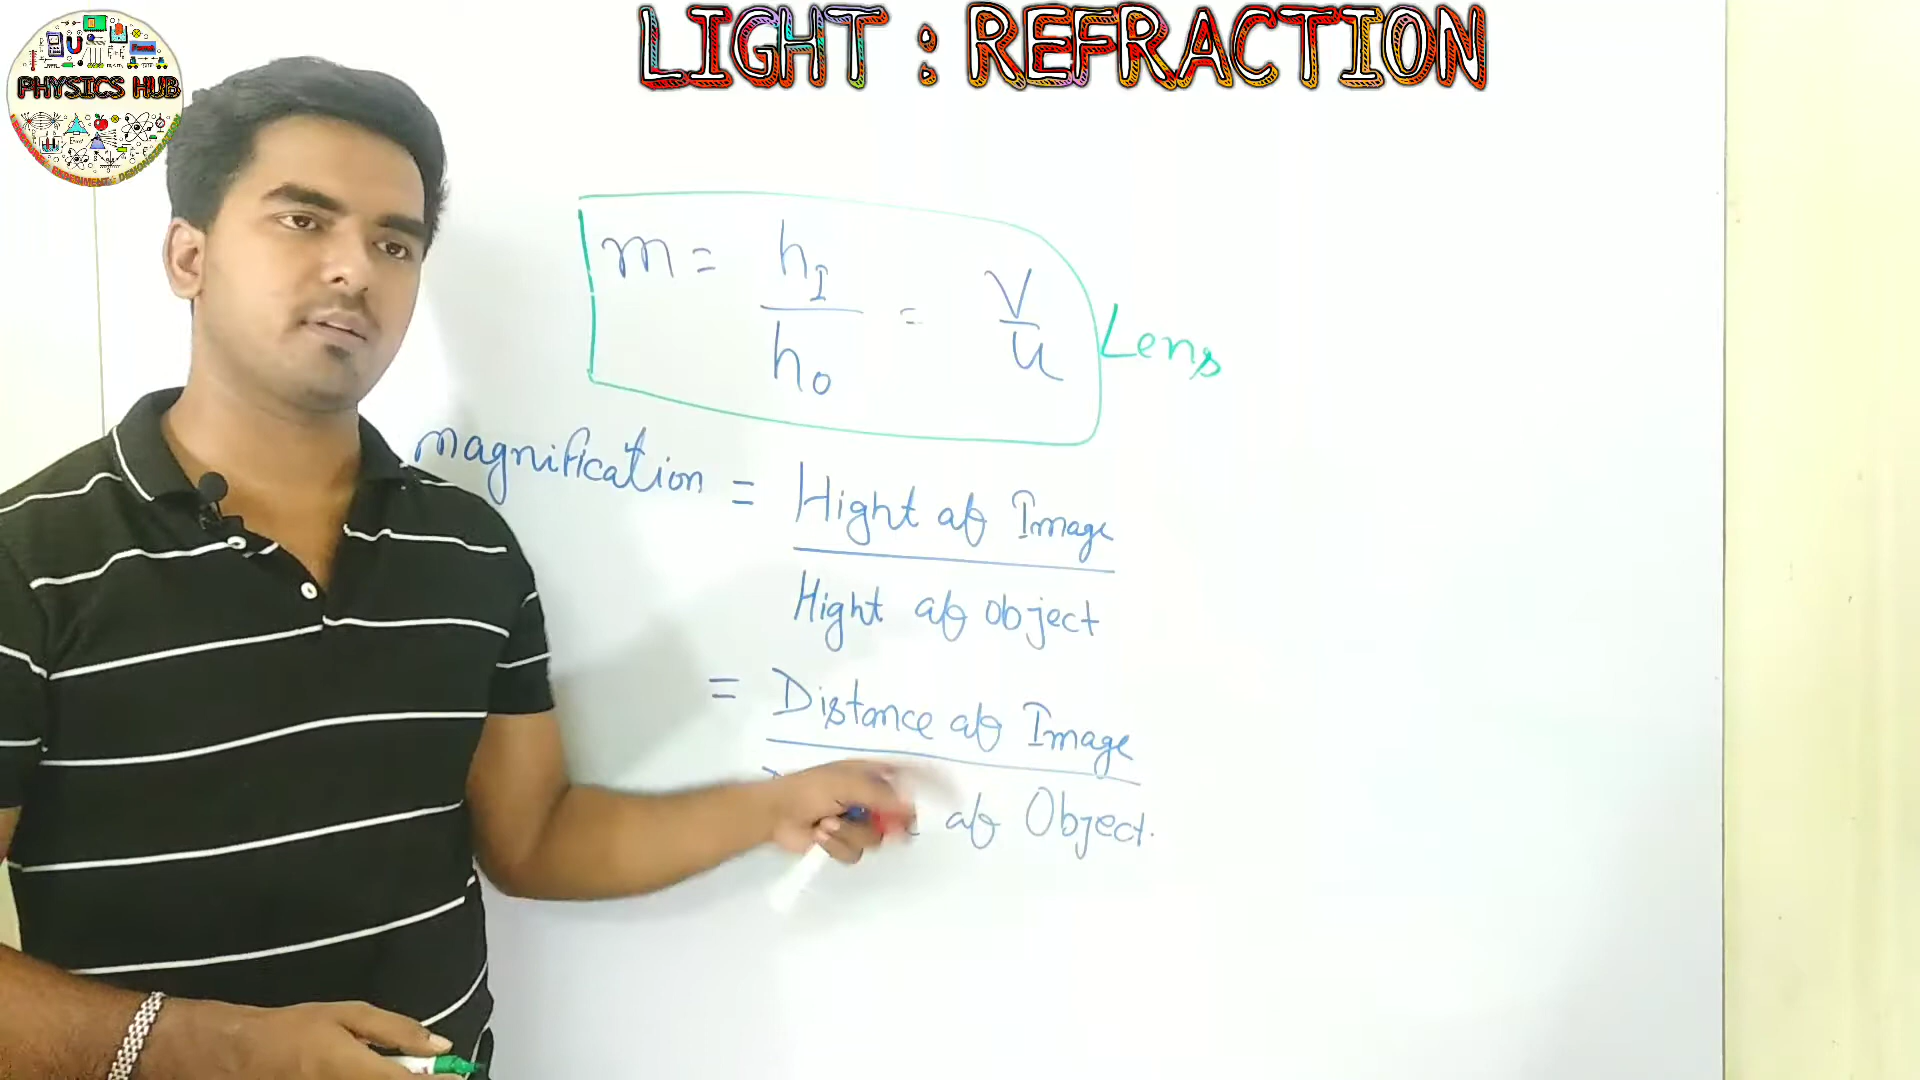 LIGHT : REFRACTION
PHYSICS HUB
m = hI / ho = V / u Lens
magnification = Hight of Image
Hight of object
= Distance of Image
of Object.